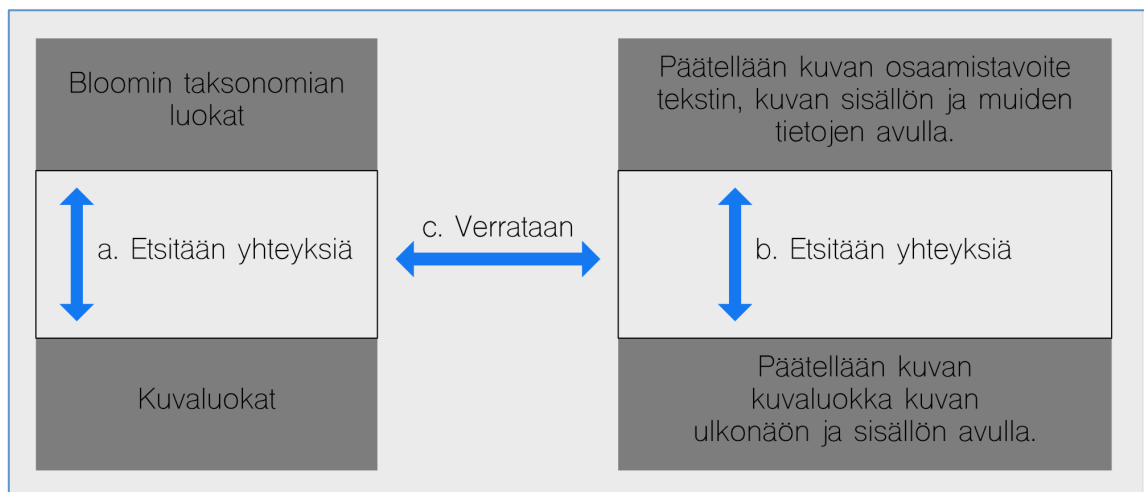 Bloomin taksonomian
luokat
a. Etsitään yhteyksiä
Kuvaluokat
c. Verrataan
Päätellään kuvan osaamistavoite
tekstin, kuvan sisällön ja muiden
tietojen avulla.
b. Etsitään yhteyksiä
Päätellään kuvan
kuvaluokka kuvan
ulkonäön ja sisällön avulla.